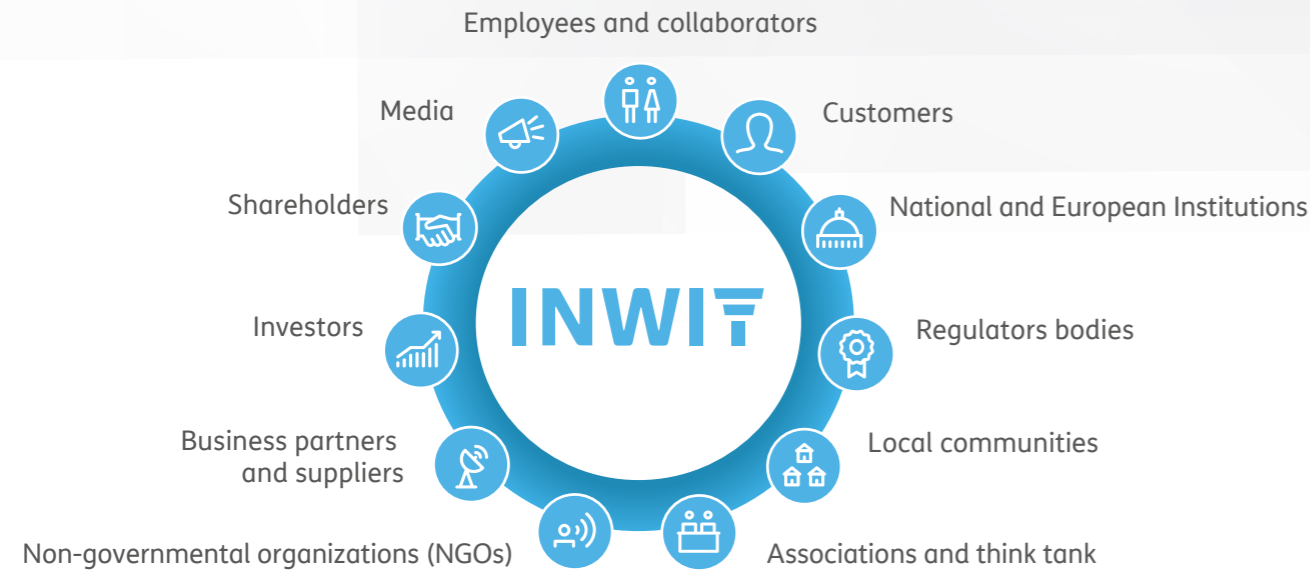 Employees and collaborators
Media
Customers
Shareholders
National and European Institutions
INWIT
Investors
Regulators bodies
Business partners
and suppliers
Local communities
Non-governmental organizations (NGOs)
Associations and think tank